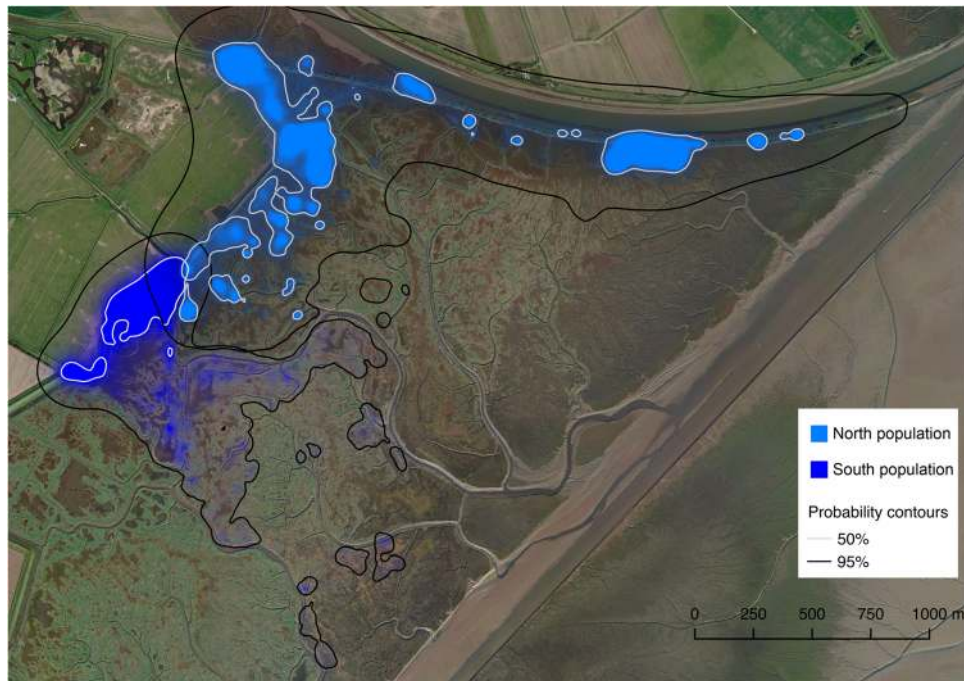 North population
South population
Probability contours
50%
95%
0 250 500 750 1000 m